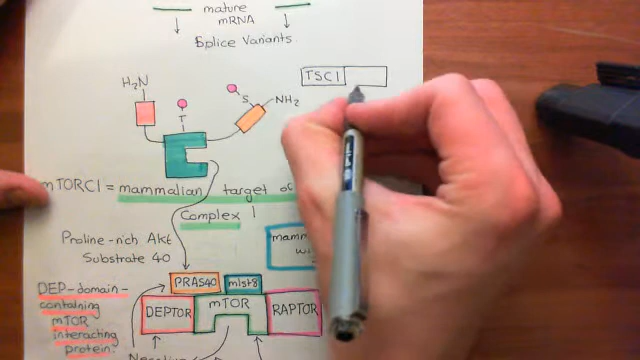 mature
mRNA
Splice Variants
H2N
S
NH2
T
TSC1
mTORC1 = mammalian target of
Complex 1
Proline-rich Akt
Substrate 40
mamm
PRAS40
mlst8
DEP-domain-
containing
mTOR
interacting
protein
DEPTOR
mTOR
RAPTOR